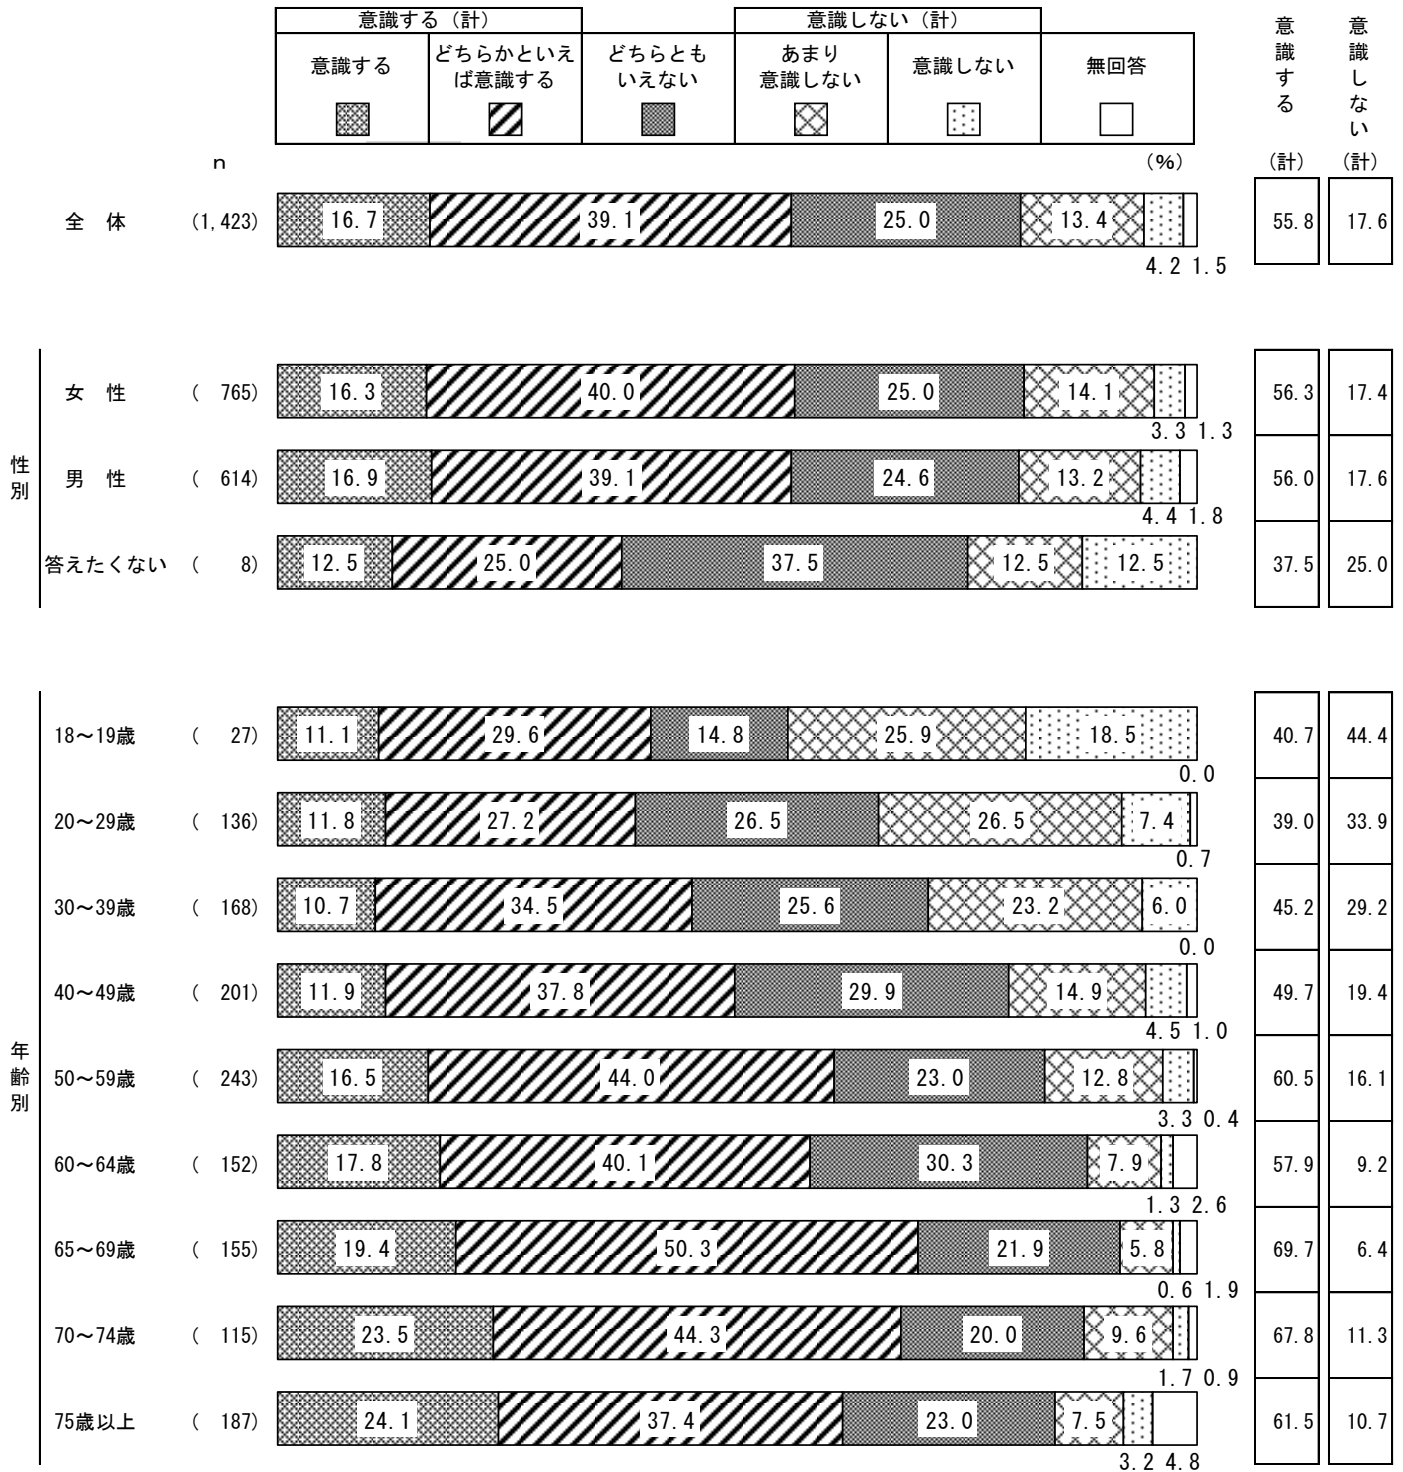 意識する（計） 意識しない（計）
意識する どちらかといえば意識する どちらともいえない あまり意識しない 意識しない 無回答 意識する（計） 意識しない（計）
n （%）
全 体 （1,423） 16.7 39.1 25.0 13.4 55.8 17.6
4.2 1.5
性別
女 性 （ 765） 16.3 40.0 25.0 14.1 56.3 17.4
3.3 1.3
男 性 （ 614） 16.9 39.1 24.6 13.2 56.0 17.6
4.4 1.8
答えたくない （ 8） 12.5 25.0 37.5 12.5 12.5 37.5 25.0
年齢別
18～19歳 （ 27） 11.1 29.6 14.8 25.9 18.5 40.7 44.4
0.0
20～29歳 （ 136） 11.8 27.2 26.5 26.5 7.4 39.0 33.9
0.7
30～39歳 （ 168） 10.7 34.5 25.6 23.2 6.0 45.2 29.2
0.0
40～49歳 （ 201） 11.9 37.8 29.9 14.9 49.7 19.4
4.5 1.0
50～59歳 （ 243） 16.5 44.0 23.0 12.8 60.5 16.1
3.3 0.4
60～64歳 （ 152） 17.8 40.1 30.3 7.9 57.9 9.2
1.3 2.6
65～69歳 （ 155） 19.4 50.3 21.9 5.8 69.7 6.4
0.6 1.9
70～74歳 （ 115） 23.5 44.3 20.0 9.6 67.8 11.3
1.7 0.9
75歳以上 （ 187） 24.1 37.4 23.0 7.5 61.5 10.7
3.2 4.8